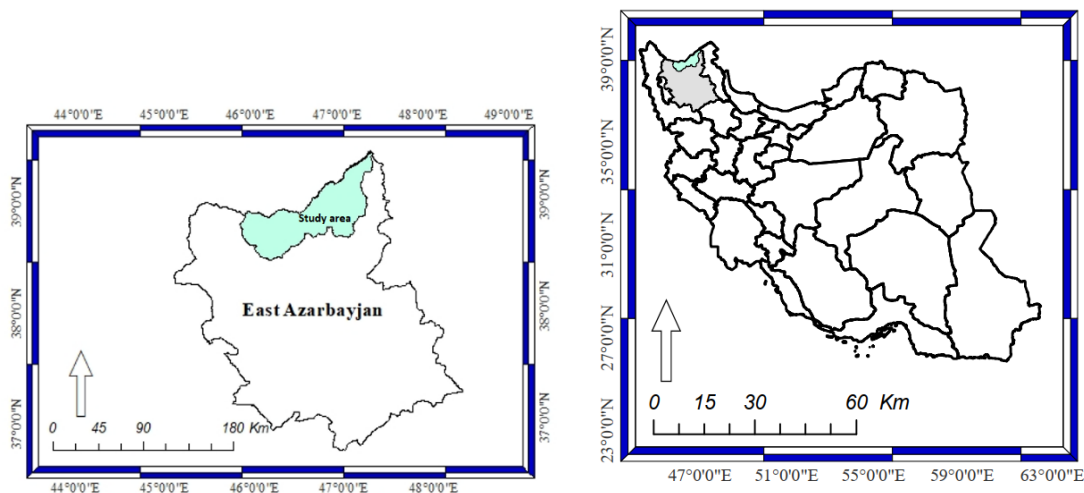 44°0'0"E 45°0'0"E 46°0'0"E 47°0'0"E 48°0'0"E 49°0'0"E
39°0'0"N
38°0'0"N
37°0'0"N
Study area
East Azarbayjan
0 45 90 180 Km
39°0'0"N
38°0'0"N
37°0'0"N
44°0'0"E 45°0'0"E 46°0'0"E 47°0'0"E 48°0'0"E
39°0'0"N
35°0'0"N
31°0'0"N
27°0'0"N
23°0'0"N
0 15 30 60 Km
47°0'0"E 51°0'0"E 55°0'0"E 59°0'0"E 63°0'0"E